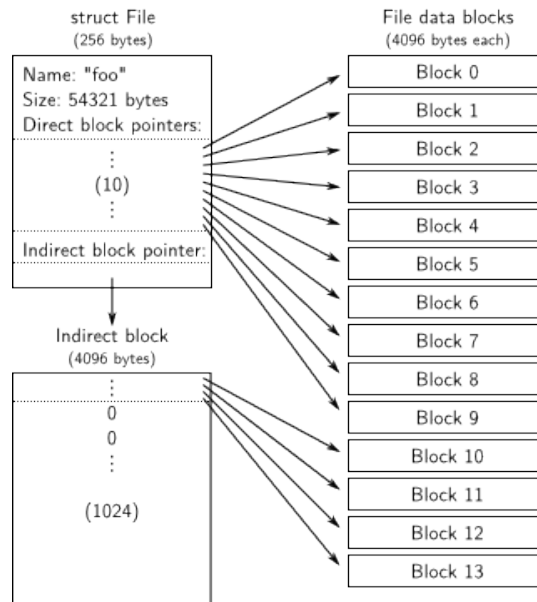 struct File
(256 bytes)
Name: "foo"
Size: 54321 bytes
Direct block pointers:
⋮
(10)
⋮
Indirect block pointer:
Indirect block
(4096 bytes)
⋮
0
0
⋮
(1024)
File data blocks
(4096 bytes each)
Block 0
Block 1
Block 2
Block 3
Block 4
Block 5
Block 6
Block 7
Block 8
Block 9
Block 10
Block 11
Block 12
Block 13